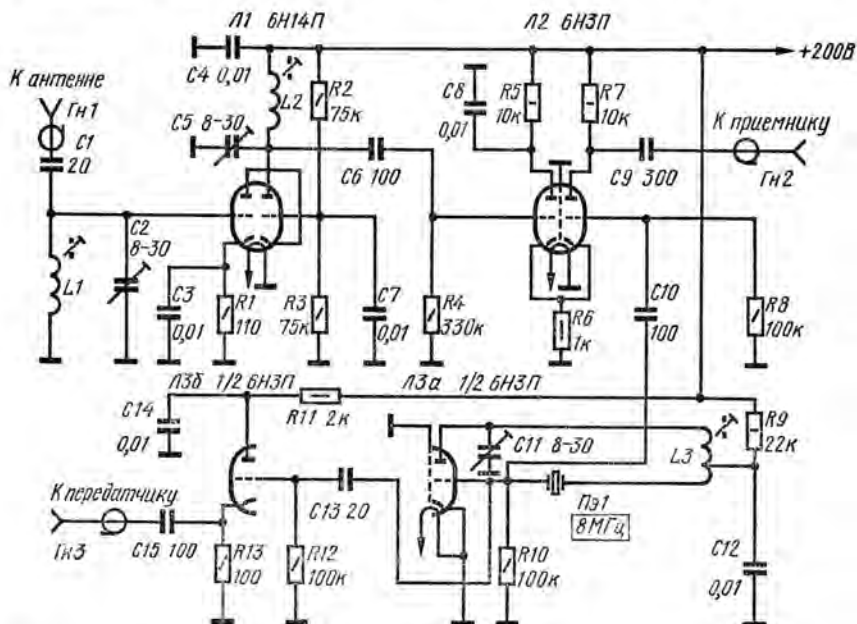 Л1 6Н14П
Л2 6Н3П
+200В
К антенне
Гн1
С1
20
С4 0,01
L2
R2
75к
С5 8-30
С6 100
С8
0,01
R5
10к
R7
10к
К приемнику
С9 300
Гн2
L1
С2
8-30
С3
0,01
R1
110
R3
75к
С7
0,01
R4
330к
R6
1к
С10
100
R8
100к
Л3б 1/2 6Н3П
Л3а 1/2 6Н3П
С14
0,01
R11 2к
С11 8-30
L3
R9
22к
К передатчику
Гн3
С15 100
R13
100
R12
100к
С13 20
R10
100к
Пэ1
8МГц
С12
0,01